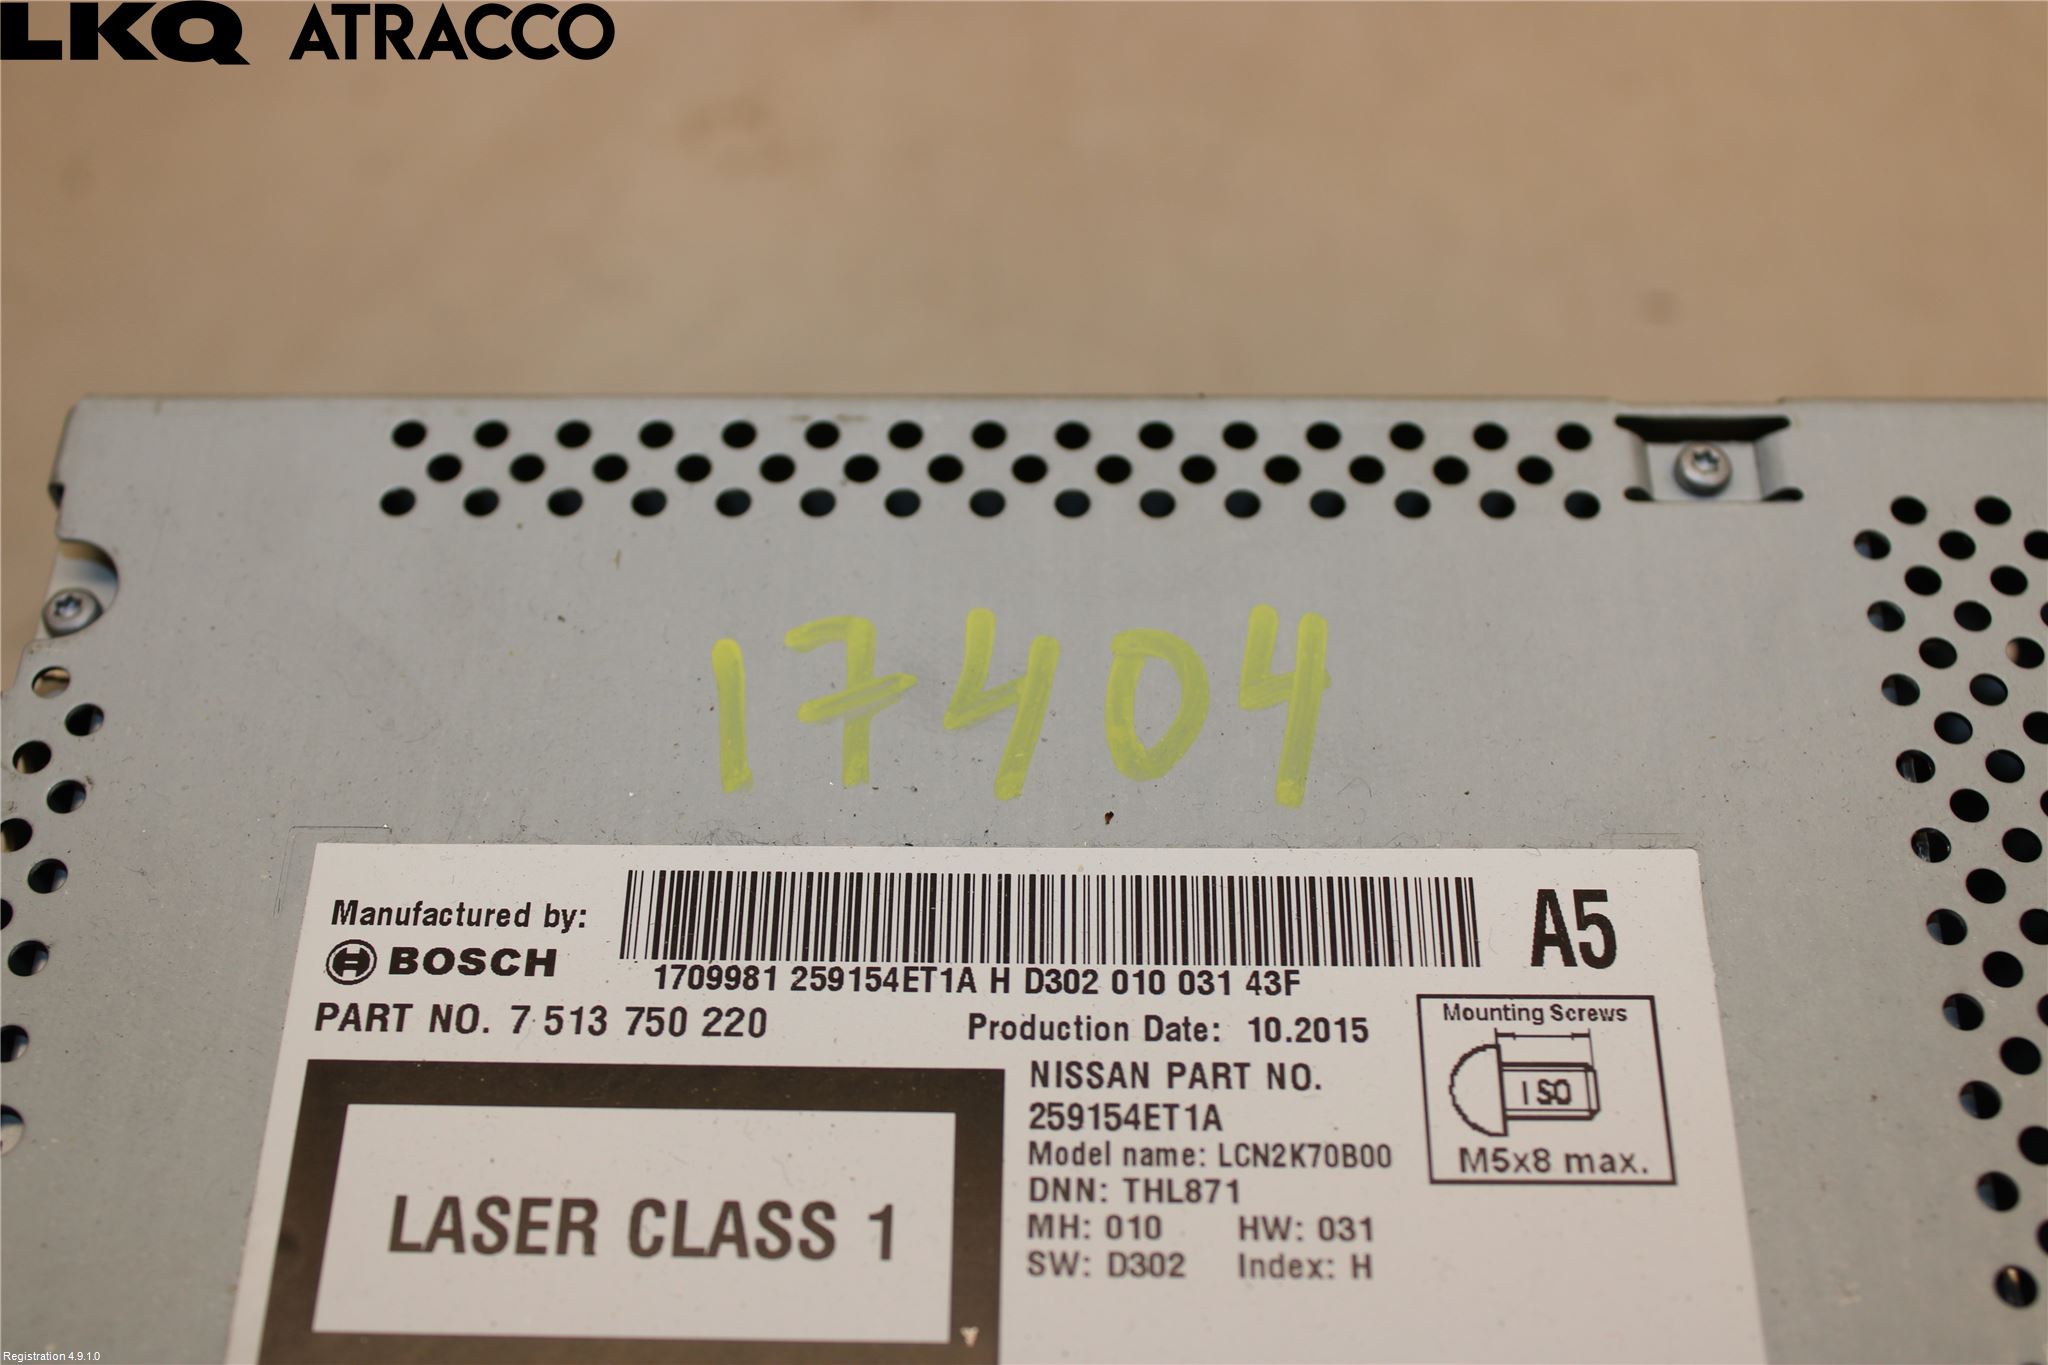 LKQ ATRACCO
17404
Manufactured by:
BOSCH
1709981 259154ET1A H D302 010 031 43F
A5
PART NO. 7 513 750 220
Production Date: 10.2015
Mounting Screws
ISO
M5x8 max.
NISSAN PART NO.
259154ET1A
Model name: LCN2K70B00
DNN: THL871
MH: 010 HW: 031
SW: D302 Index: H
LASER CLASS 1
Registration 4.9.1.0